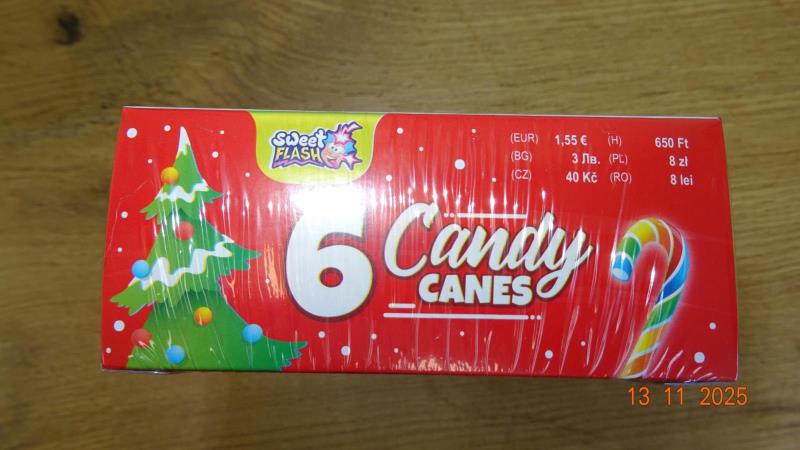 Sweet
FLASH
(EUR) 1,55 € (H) 650 Ft
(BG) 3 Лв. (PL) 8 zł
(CZ) 40 Kč (RO) 8 lei
6 Candy
CANES
13 11 2025